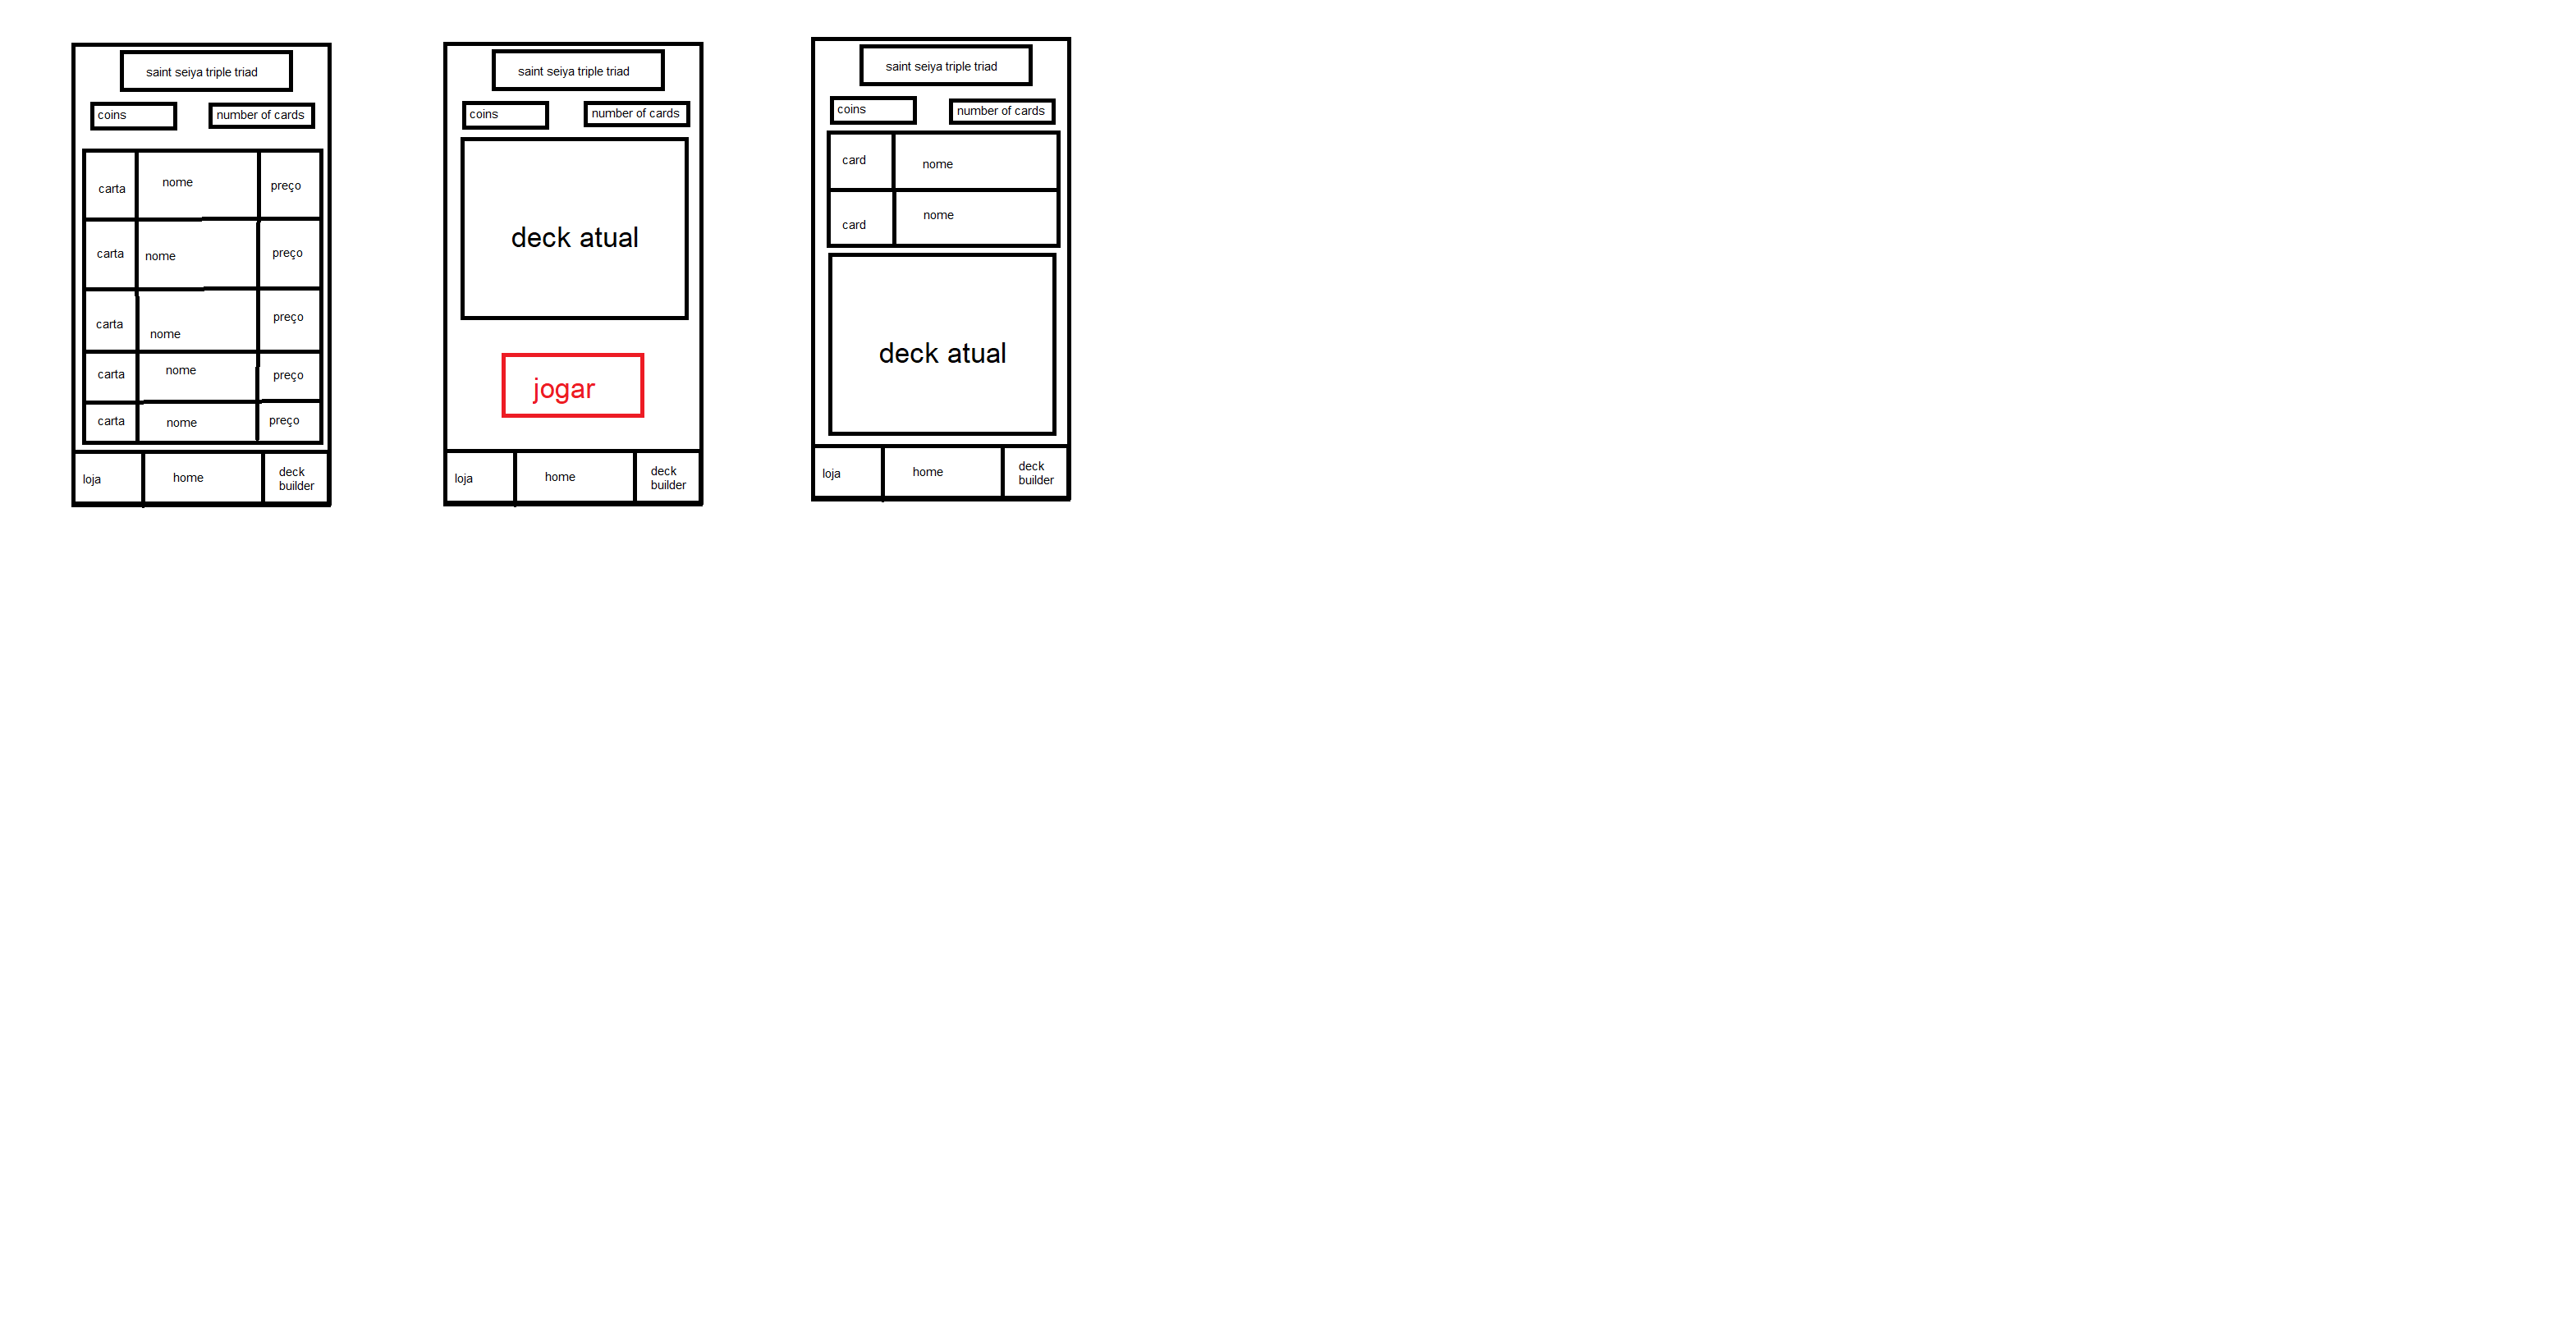 saint seiya triple triad
coins
number of cards
carta
nome
preço
carta
nome
preço
carta
nome
preço
carta
nome
preço
carta
nome
preço
loja
home
deck
builder
saint seiya triple triad
coins
number of cards
deck atual
jogar
loja
home
deck
builder
saint seiya triple triad
coins
number of cards
card
nome
card
nome
deck atual
loja
home
deck
builder